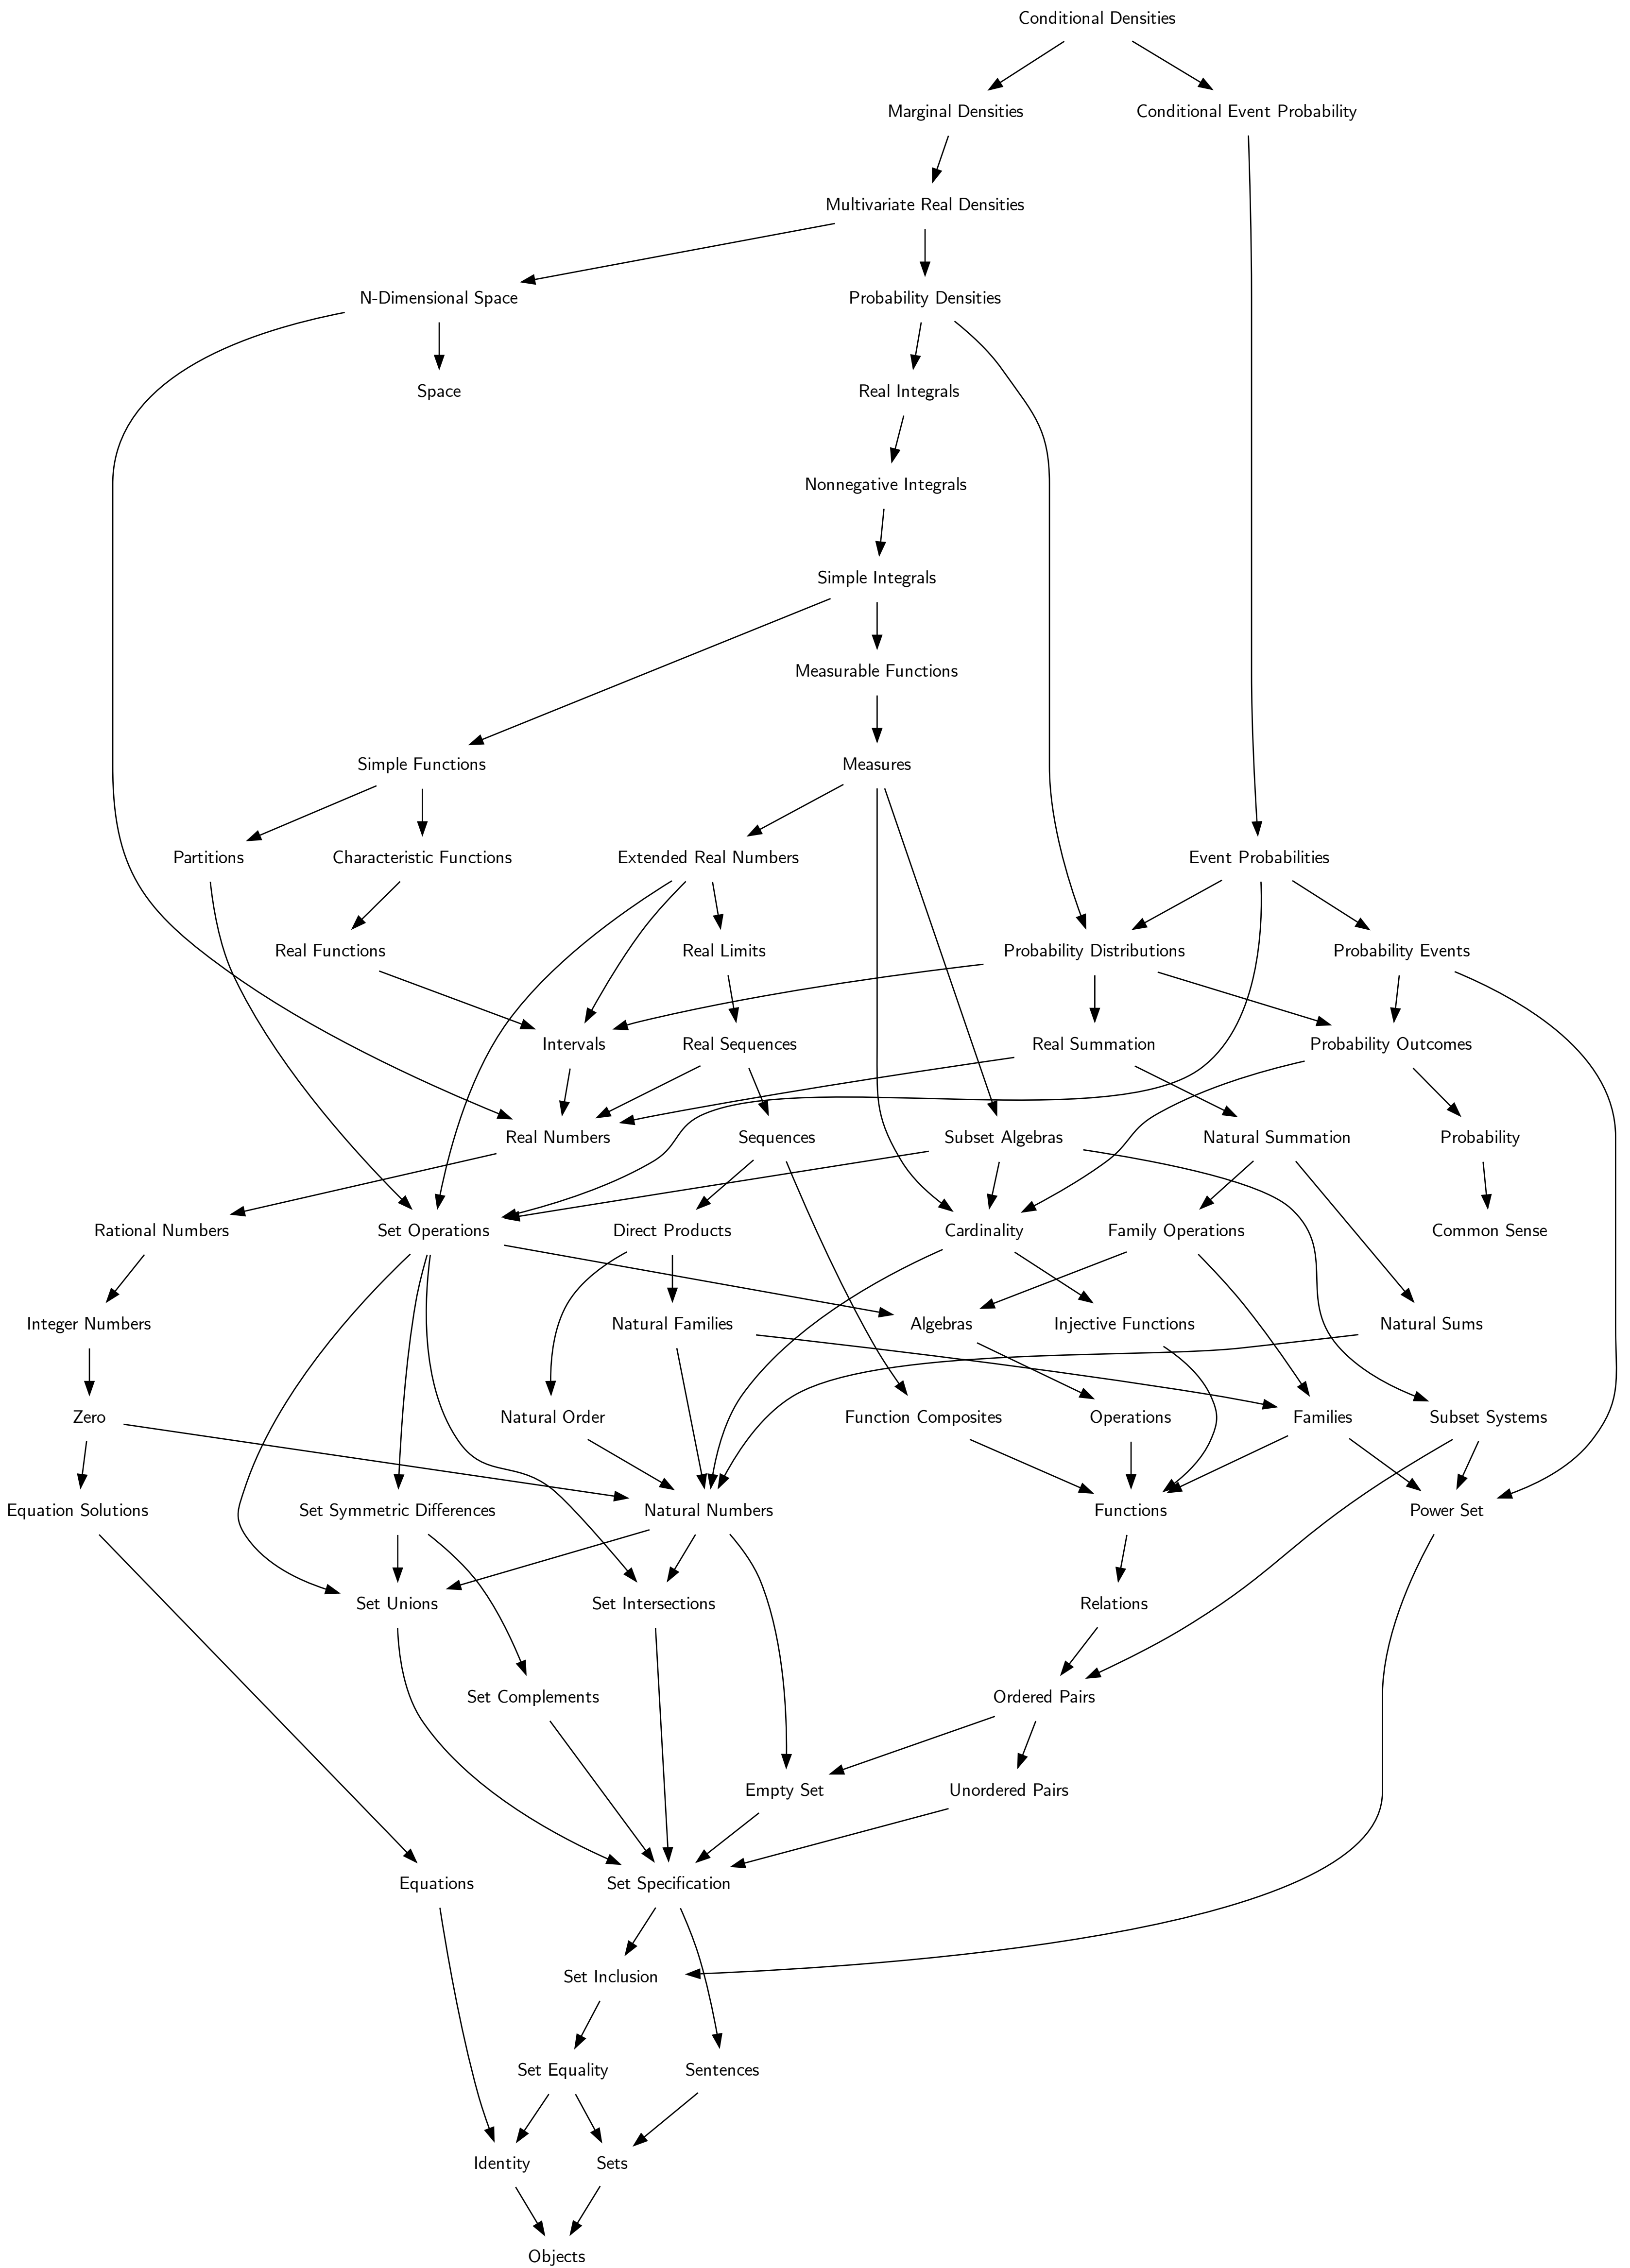 Conditional Densities
Marginal Densities
Conditional Event Probability
Multivariate Real Densities
N-Dimensional Space
Probability Densities
Space
Real Integrals
Nonnegative Integrals
Simple Integrals
Measurable Functions
Simple Functions
Measures
Partitions
Characteristic Functions
Extended Real Numbers
Event Probabilities
Real Functions
Real Limits
Probability Distributions
Probability Events
Intervals
Real Sequences
Real Summation
Probability Outcomes
Real Numbers
Sequences
Subset Algebras
Natural Summation
Probability
Rational Numbers
Set Operations
Direct Products
Cardinality
Family Operations
Common Sense
Integer Numbers
Natural Families
Algebras
Injective Functions
Natural Sums
Zero
Natural Order
Function Composites
Operations
Families
Subset Systems
Equation Solutions
Set Symmetric Differences
Natural Numbers
Functions
Power Set
Set Unions
Set Intersections
Relations
Set Complements
Ordered Pairs
Empty Set
Unordered Pairs
Equations
Set Specification
Set Inclusion
Set Equality
Sentences
Identity
Sets
Objects